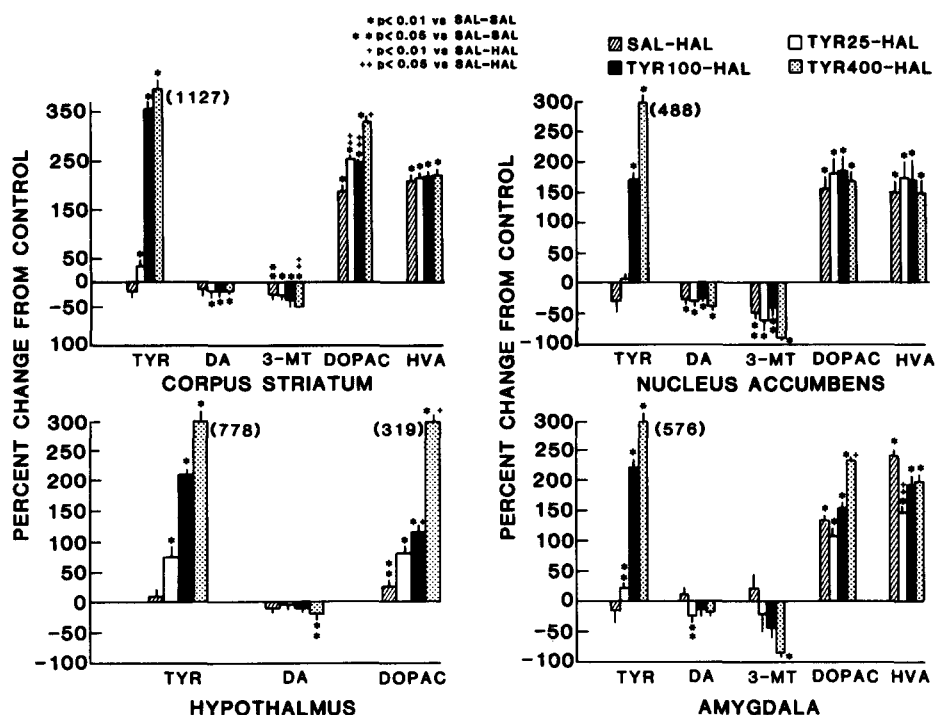 * p< 0.01 vs SAL-SAL
* * p< 0.05 vs SAL-SAL
+ p< 0.01 vs SAL-HAL
++ p< 0.05 vs SAL-HAL
SAL-HAL
TYR25-HAL
TYR100-HAL
TYR400-HAL
PERCENT CHANGE FROM CONTROL
350
250
150
50
0
-50
100
(1127)
TYR DA 3-MT DOPAC HVA
CORPUS STRIATUM
PERCENT CHANGE FROM CONTROL
300
250
200
150
100
50
0
-50
-100
(488)
TYR DA 3-MT DOPAC HVA
NUCLEUS ACCUMBENS
PERCENT CHANGE FROM CONTROL
300
250
200
150
100
50
0
-50
-100
(778)
(319)
TYR DA DOPAC
HYPOTHALMUS
PERCENT CHANGE FROM CONTROL
300
250
200
150
100
50
0
-50
-100
(576)
TYR DA 3-MT DOPAC HVA
AMYGDALA